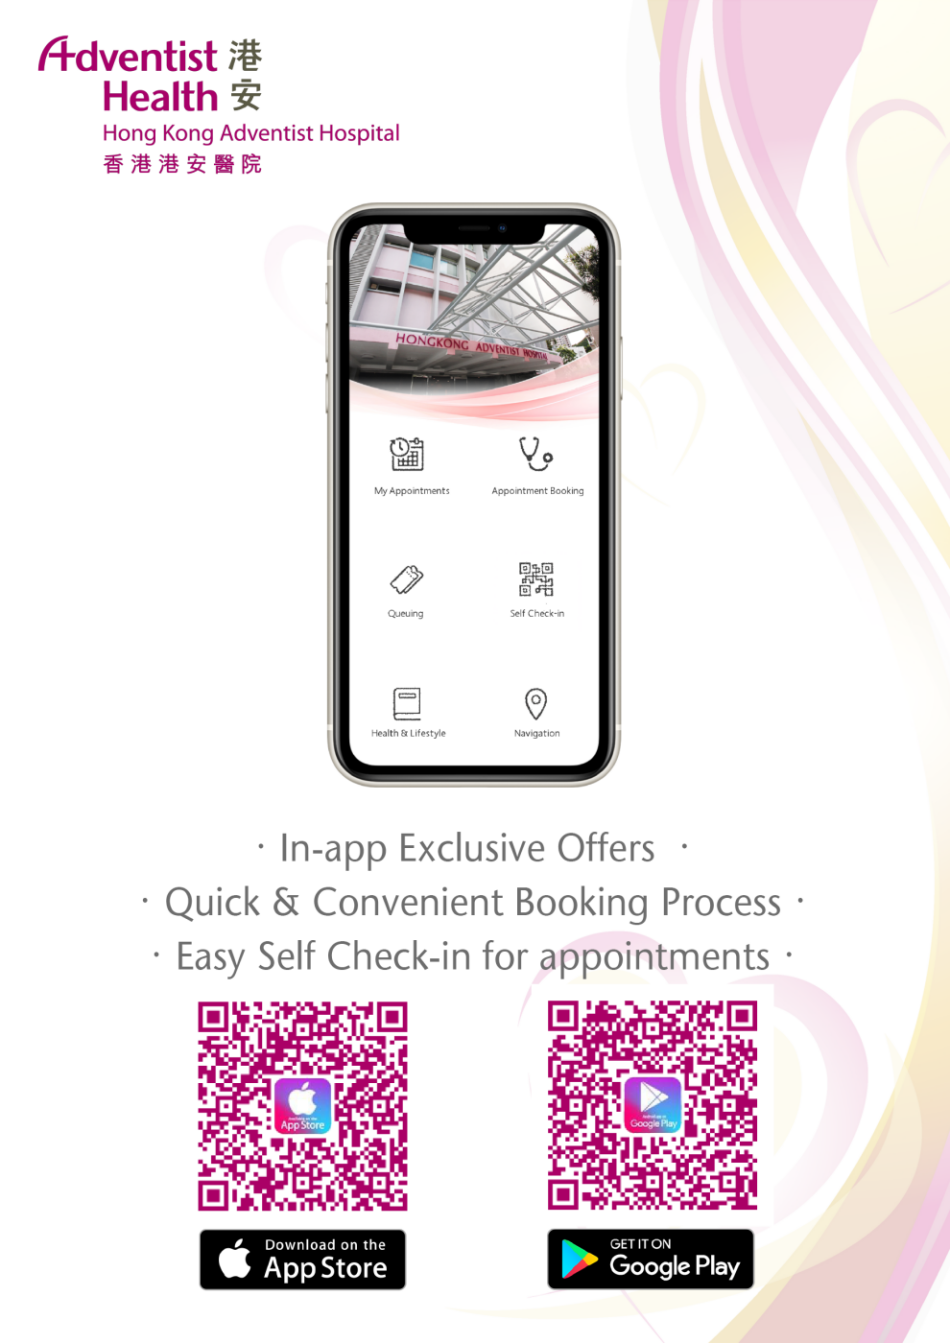 Adventist 港
Health 安
Hong Kong Adventist Hospital
香港港安醫院
HONGKONG ADVENTIST HOSPITAL
My Appointments
Appointment Booking
Queuing
Self Check-in
Health & Lifestyle
Navigation
· In-app Exclusive Offers ·
· Quick & Convenient Booking Process ·
· Easy Self Check-in for appointments ·
App Store
Google Play
Download on the
App Store
GET IT ON
Google Play